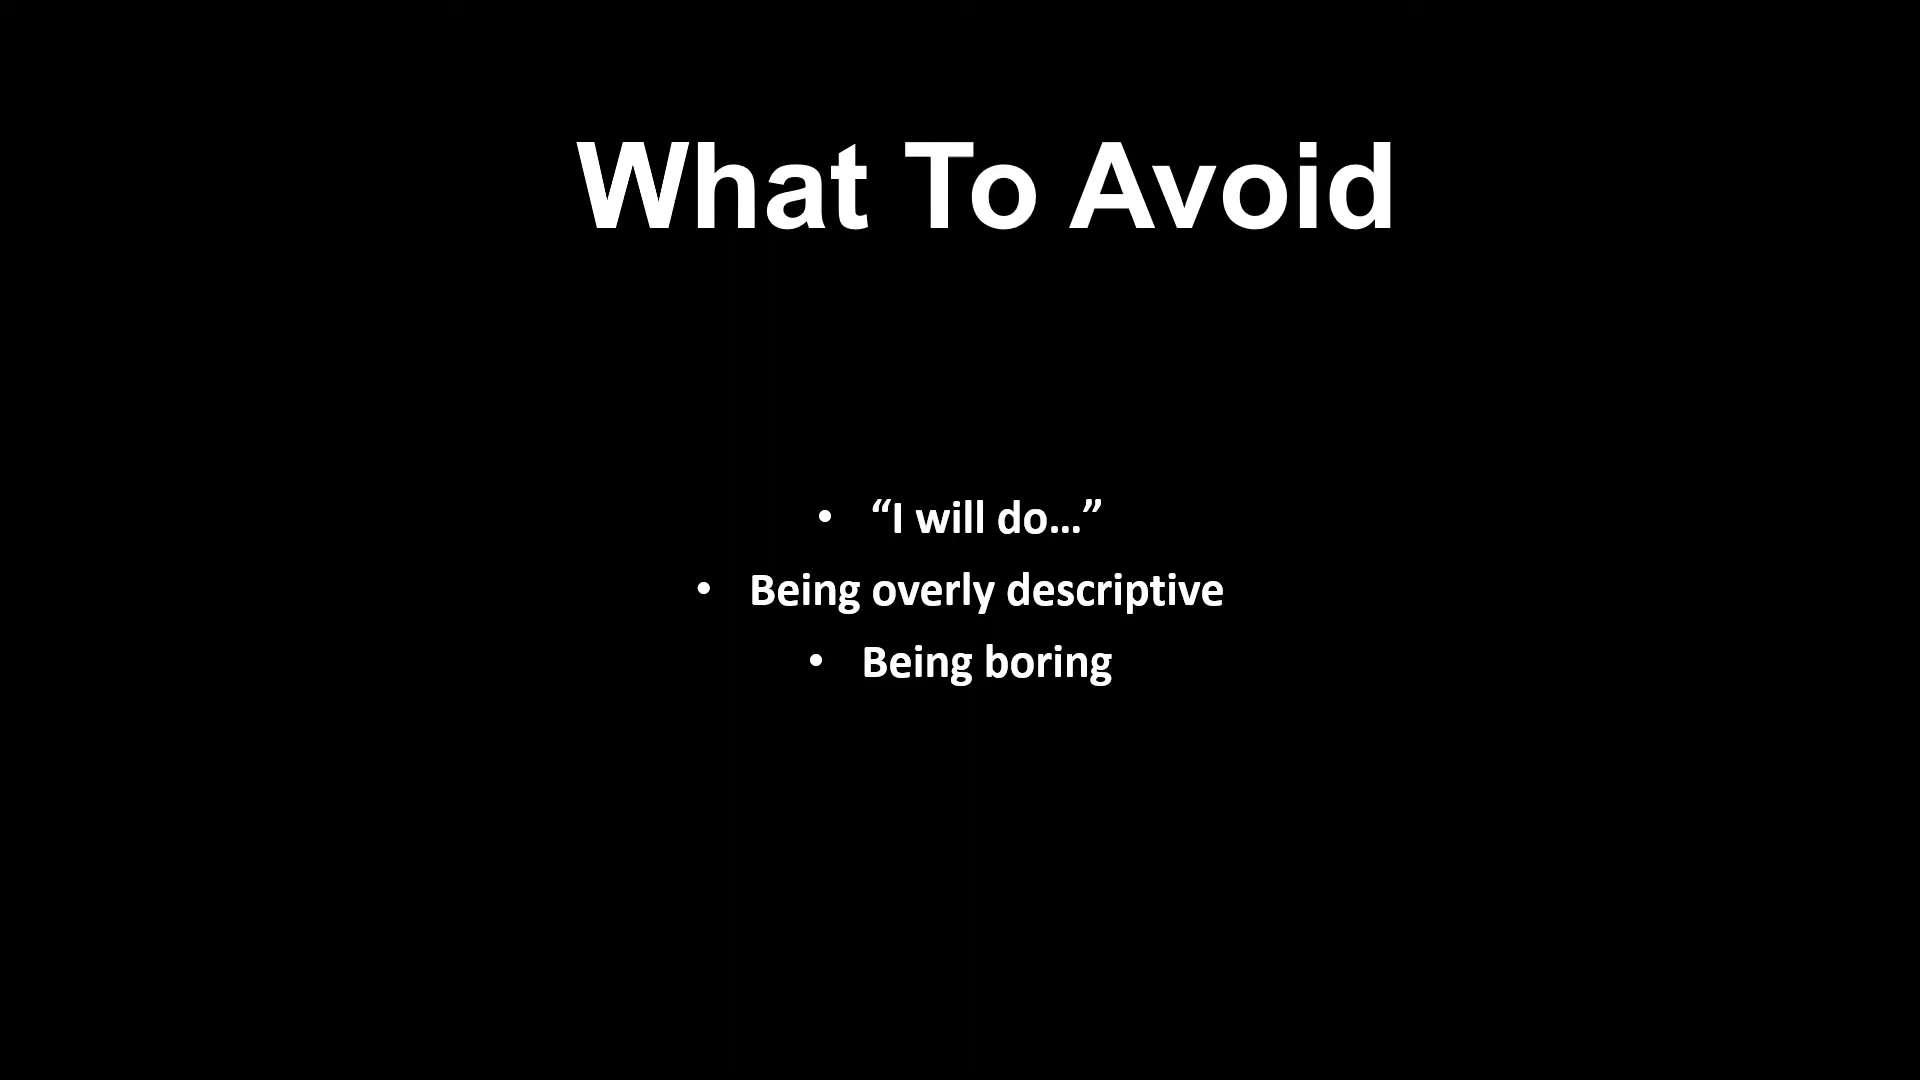 What To Avoid
• “I will do...”
• Being overly descriptive
• Being boring